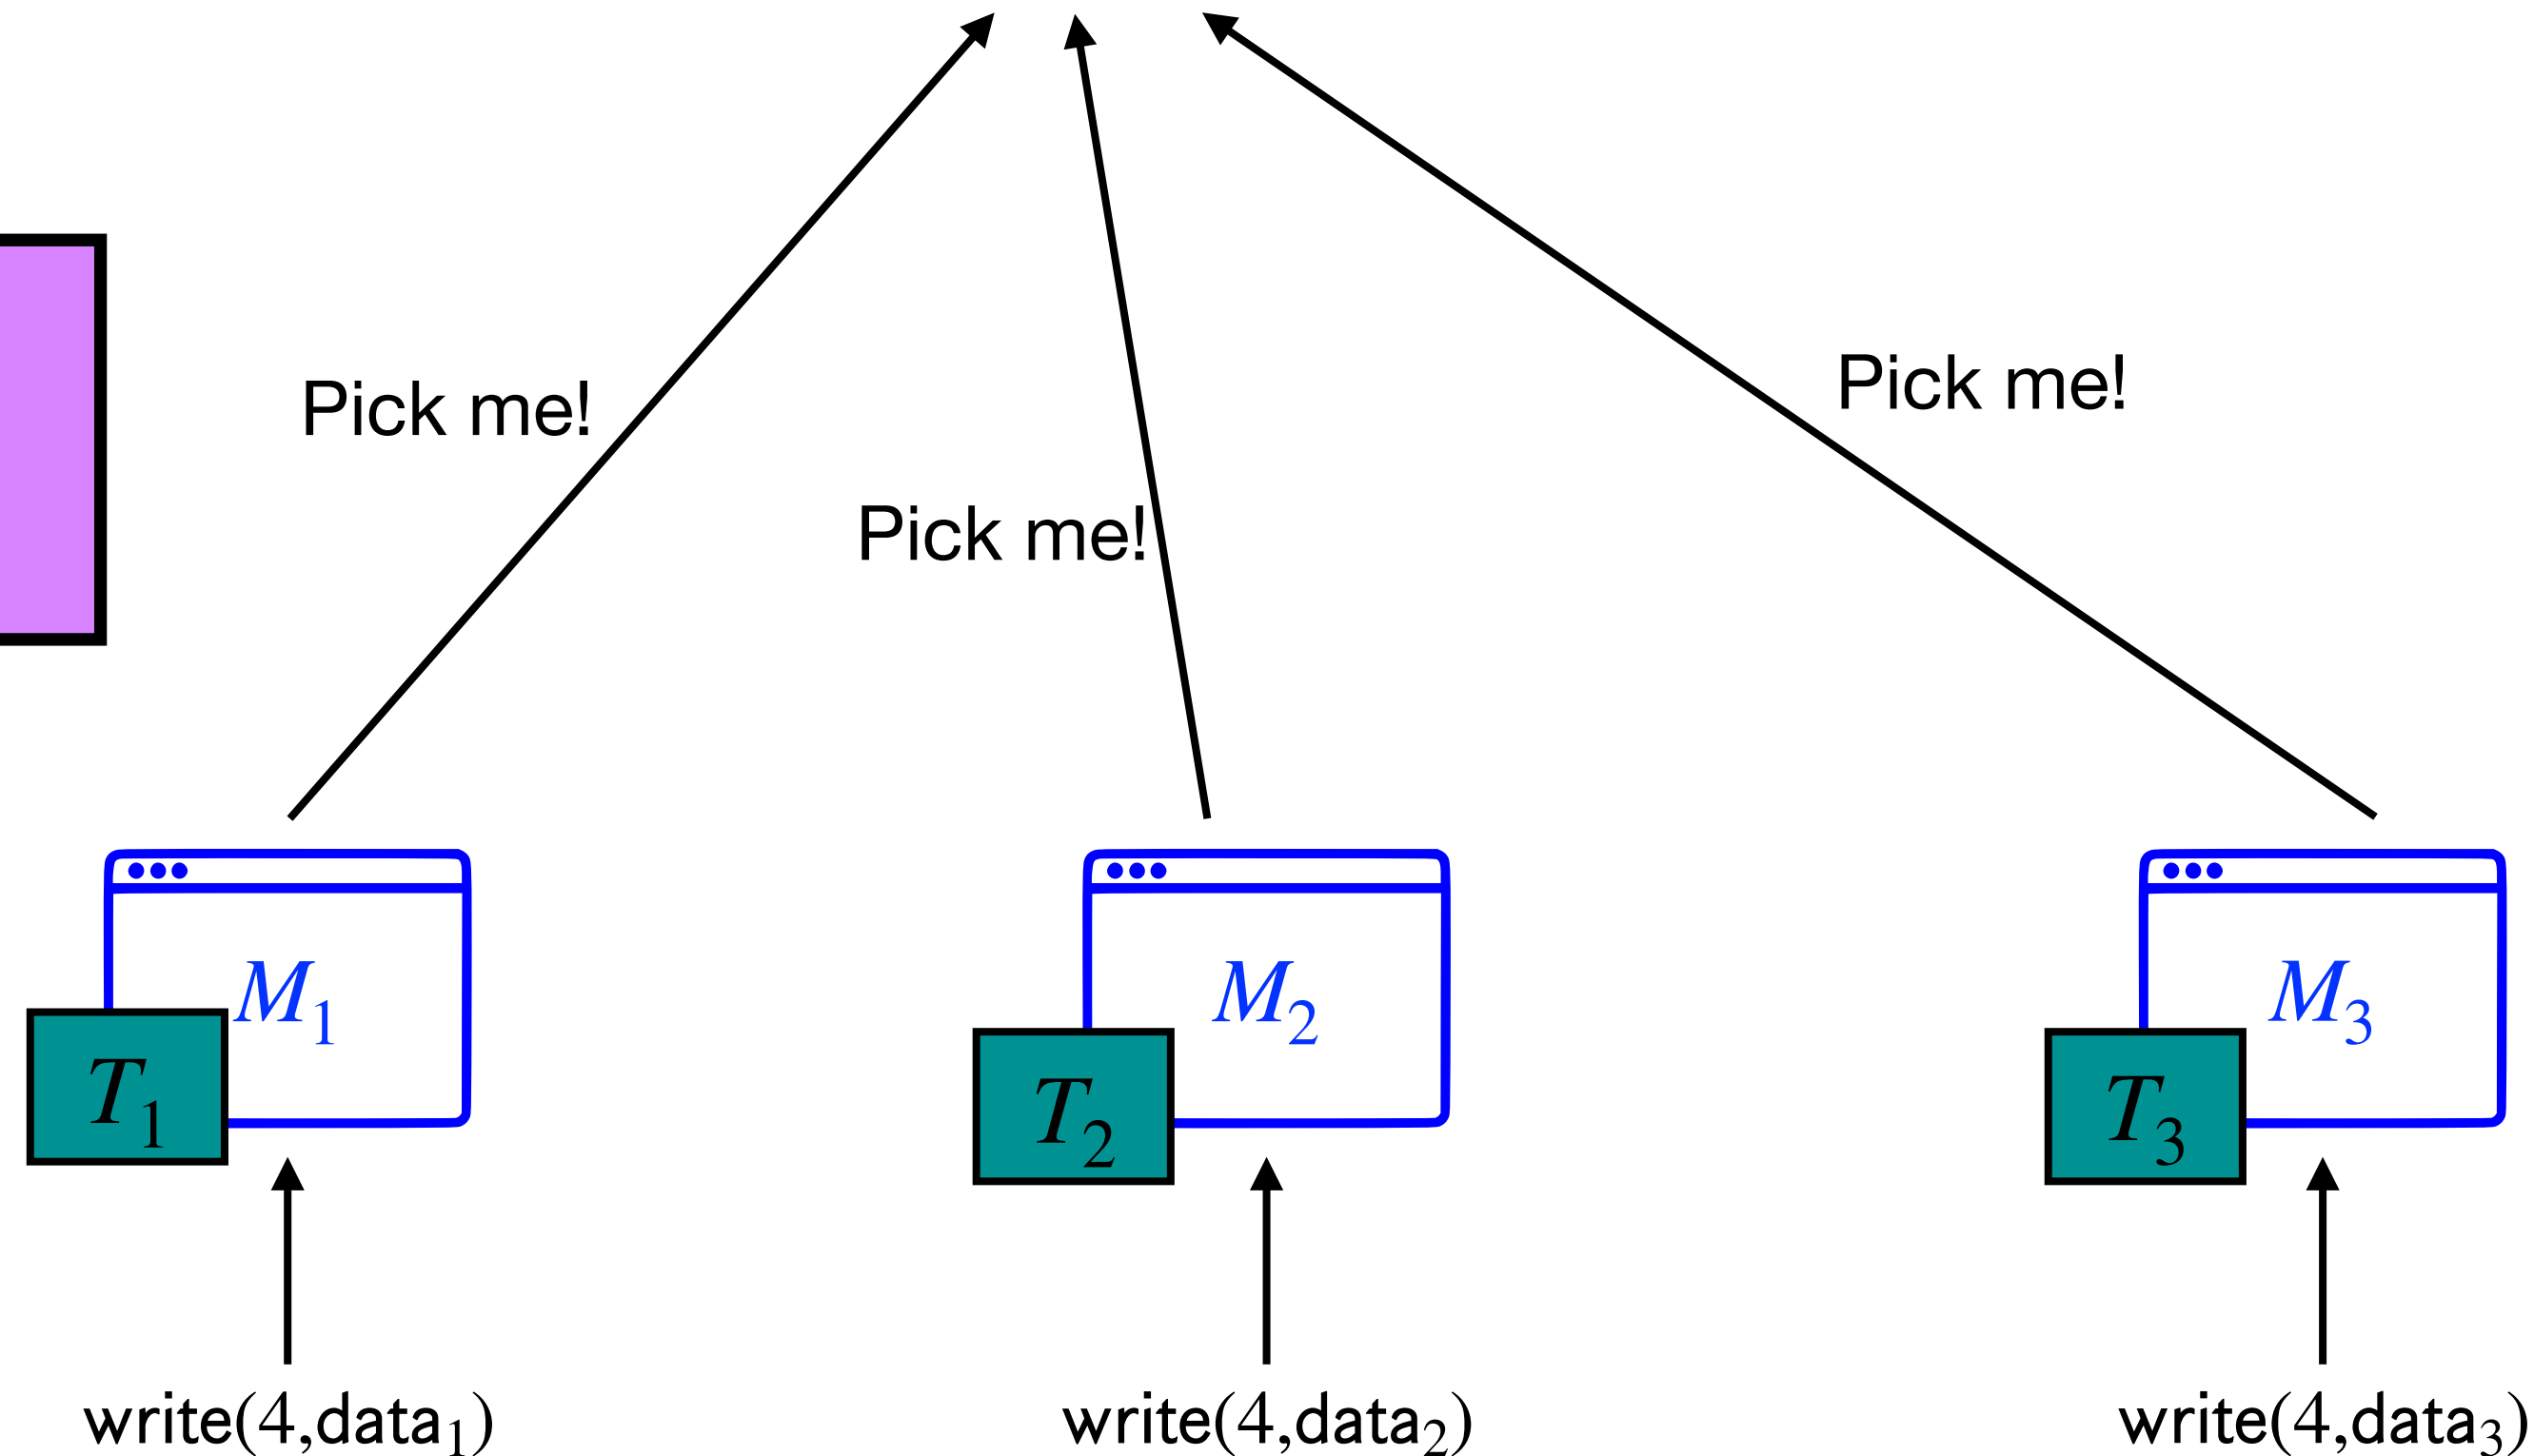 Pick me!
Pick me!
Pick me!
M₁
M₂
M₃
T₁
T₂
T₃
write(4,data₁)
write(4,data₂)
write(4,data₃)